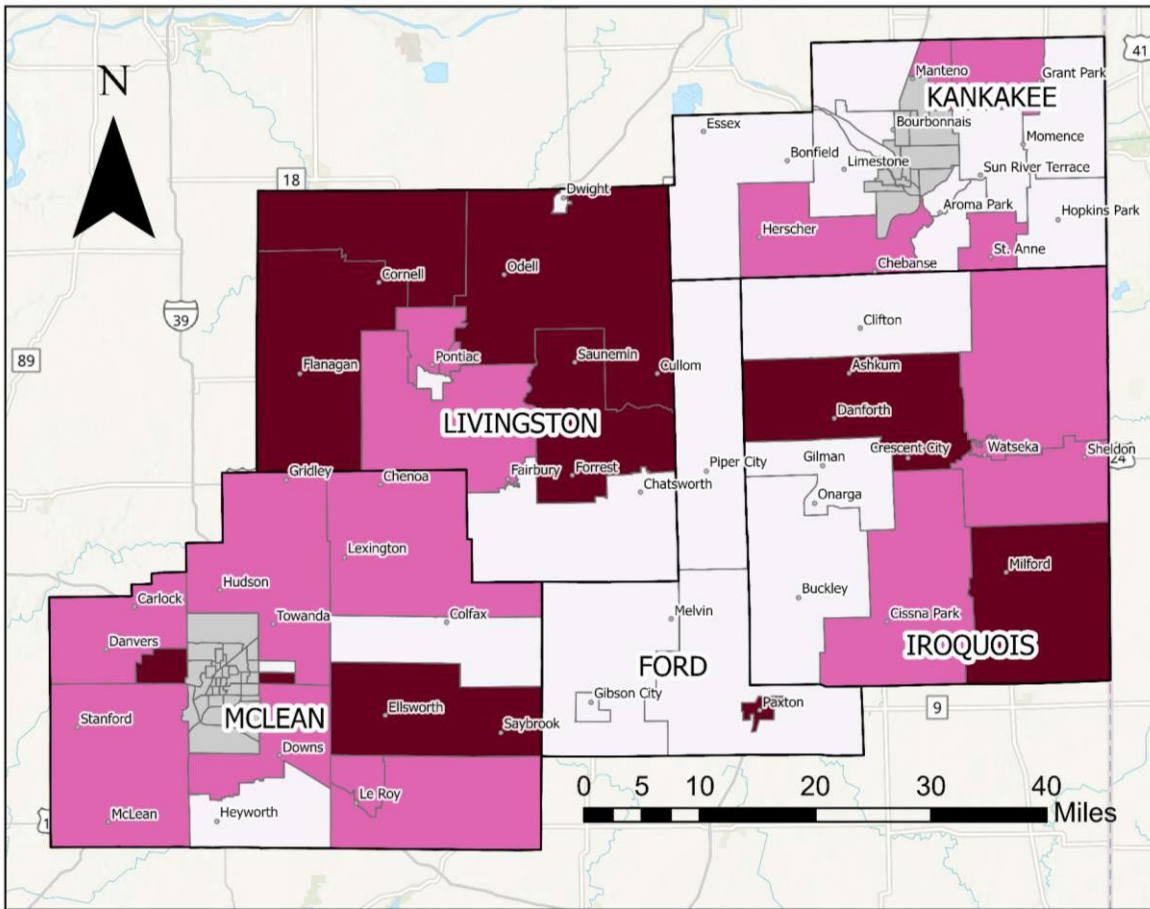 N
41
Manteno
Grant Park
KANKAKEE
Essex
Bourbonnais
Momence
Bonfield
Limestone
Sun River Terrace
18
Dwight
Aroma Park
Hopkins Park
Herscher
St. Anne
Chebanse
Cornell
Odell
39
Clifton
89
Pontiac
Flanagan
Saunemin
Cullom
Ashkum
Danforth
LIVINGSTON
Watseka
Sheldon
Crescent City
24
Gridley
Chenoa
Fairbury
Forrest
Piper City
Gilman
Chatsworth
Onarga
Lexington
Milford
Hudson
Carlock
Buckley
Towanda
Colfax
Melvin
Cissna Park
Danvers
IROQUOIS
FORD
Gibson City
Paxton
9
Stanford
MCLEAN
Ellsworth
Saybrook
Downs
0 5 10 20 30 40
Miles
Le Roy
McLean
Heyworth